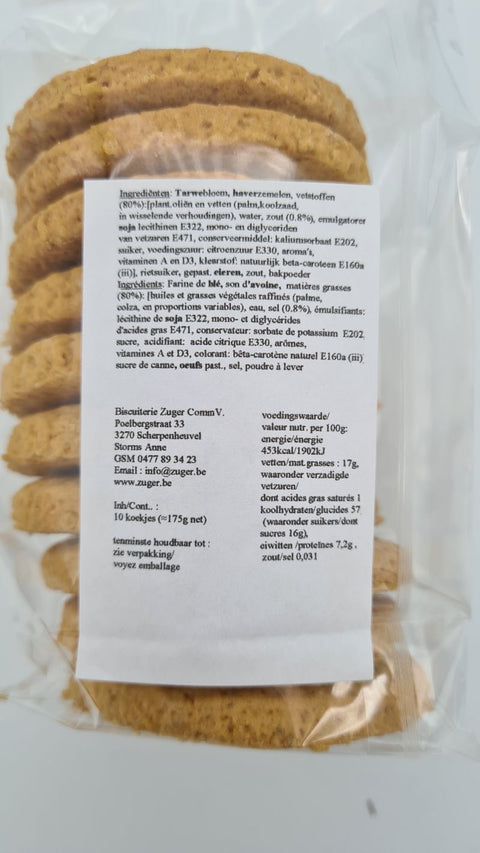 Ingrediënten: Tarwebloem, haverzemelen, vetstoffen
(80%):[plant.oliën en vetten (palm,koolzaad,
in wisselende verhoudingen), water, zout (0.8%), emulgatoren
soja lecithinen E322, mono- en diglyceriden
van vetzuren E471, conserveermiddel: kaliumsorbaat E202,
suiker, voedingszuur: citroenzuur E330, aroma's,
vitaminen A en D3, kleurstof: natuurlijk beta-caroteen E160a
(iii)], rietsuiker, gepast. eieren, zout, bakpoeder
Ingrédients: Farine de blé, son d'avoine, matières grasses
(80%): [huiles et grasses végétales raffinés (palme,
colza, en proportions variables), eau, sel (0.8%), émulsifiants:
lécithine de soja E322, mono- et diglycérides
d'acides gras E471, conservateur: sorbate de potassium E202,
sucre, acidifiant: acide citrique E330, arômes,
vitamines A et D3, colorant: bêta-carotène naturel E160a (iii)
sucre de canne, oeufs past., sel, poudre à lever
Biscuiterie Zuger CommV.
Poelbergstraat 33
3270 Scherpenheuvel
Storms Anne
GSM 0477 89 34 23
Email : info@zuger.be
www.zuger.be
Inh/Cont.. :
10 koekjes (≈175g net)
tenminste houdbaar tot :
zie verpakking/
voyez emballage
voedingswaarde/
valeur nutr. per 100g:
energie/énergie
453kcal/1902kJ
vetten/mat.grasses : 17g,
waaronder verzadigde
vetzuren/
dont acides gras saturés 1
koolhydraten/glucides 57
(waaronder suikers/dont
sucres 16g),
eiwitten /proteïnes 7,2g ,
zout/sel 0,031